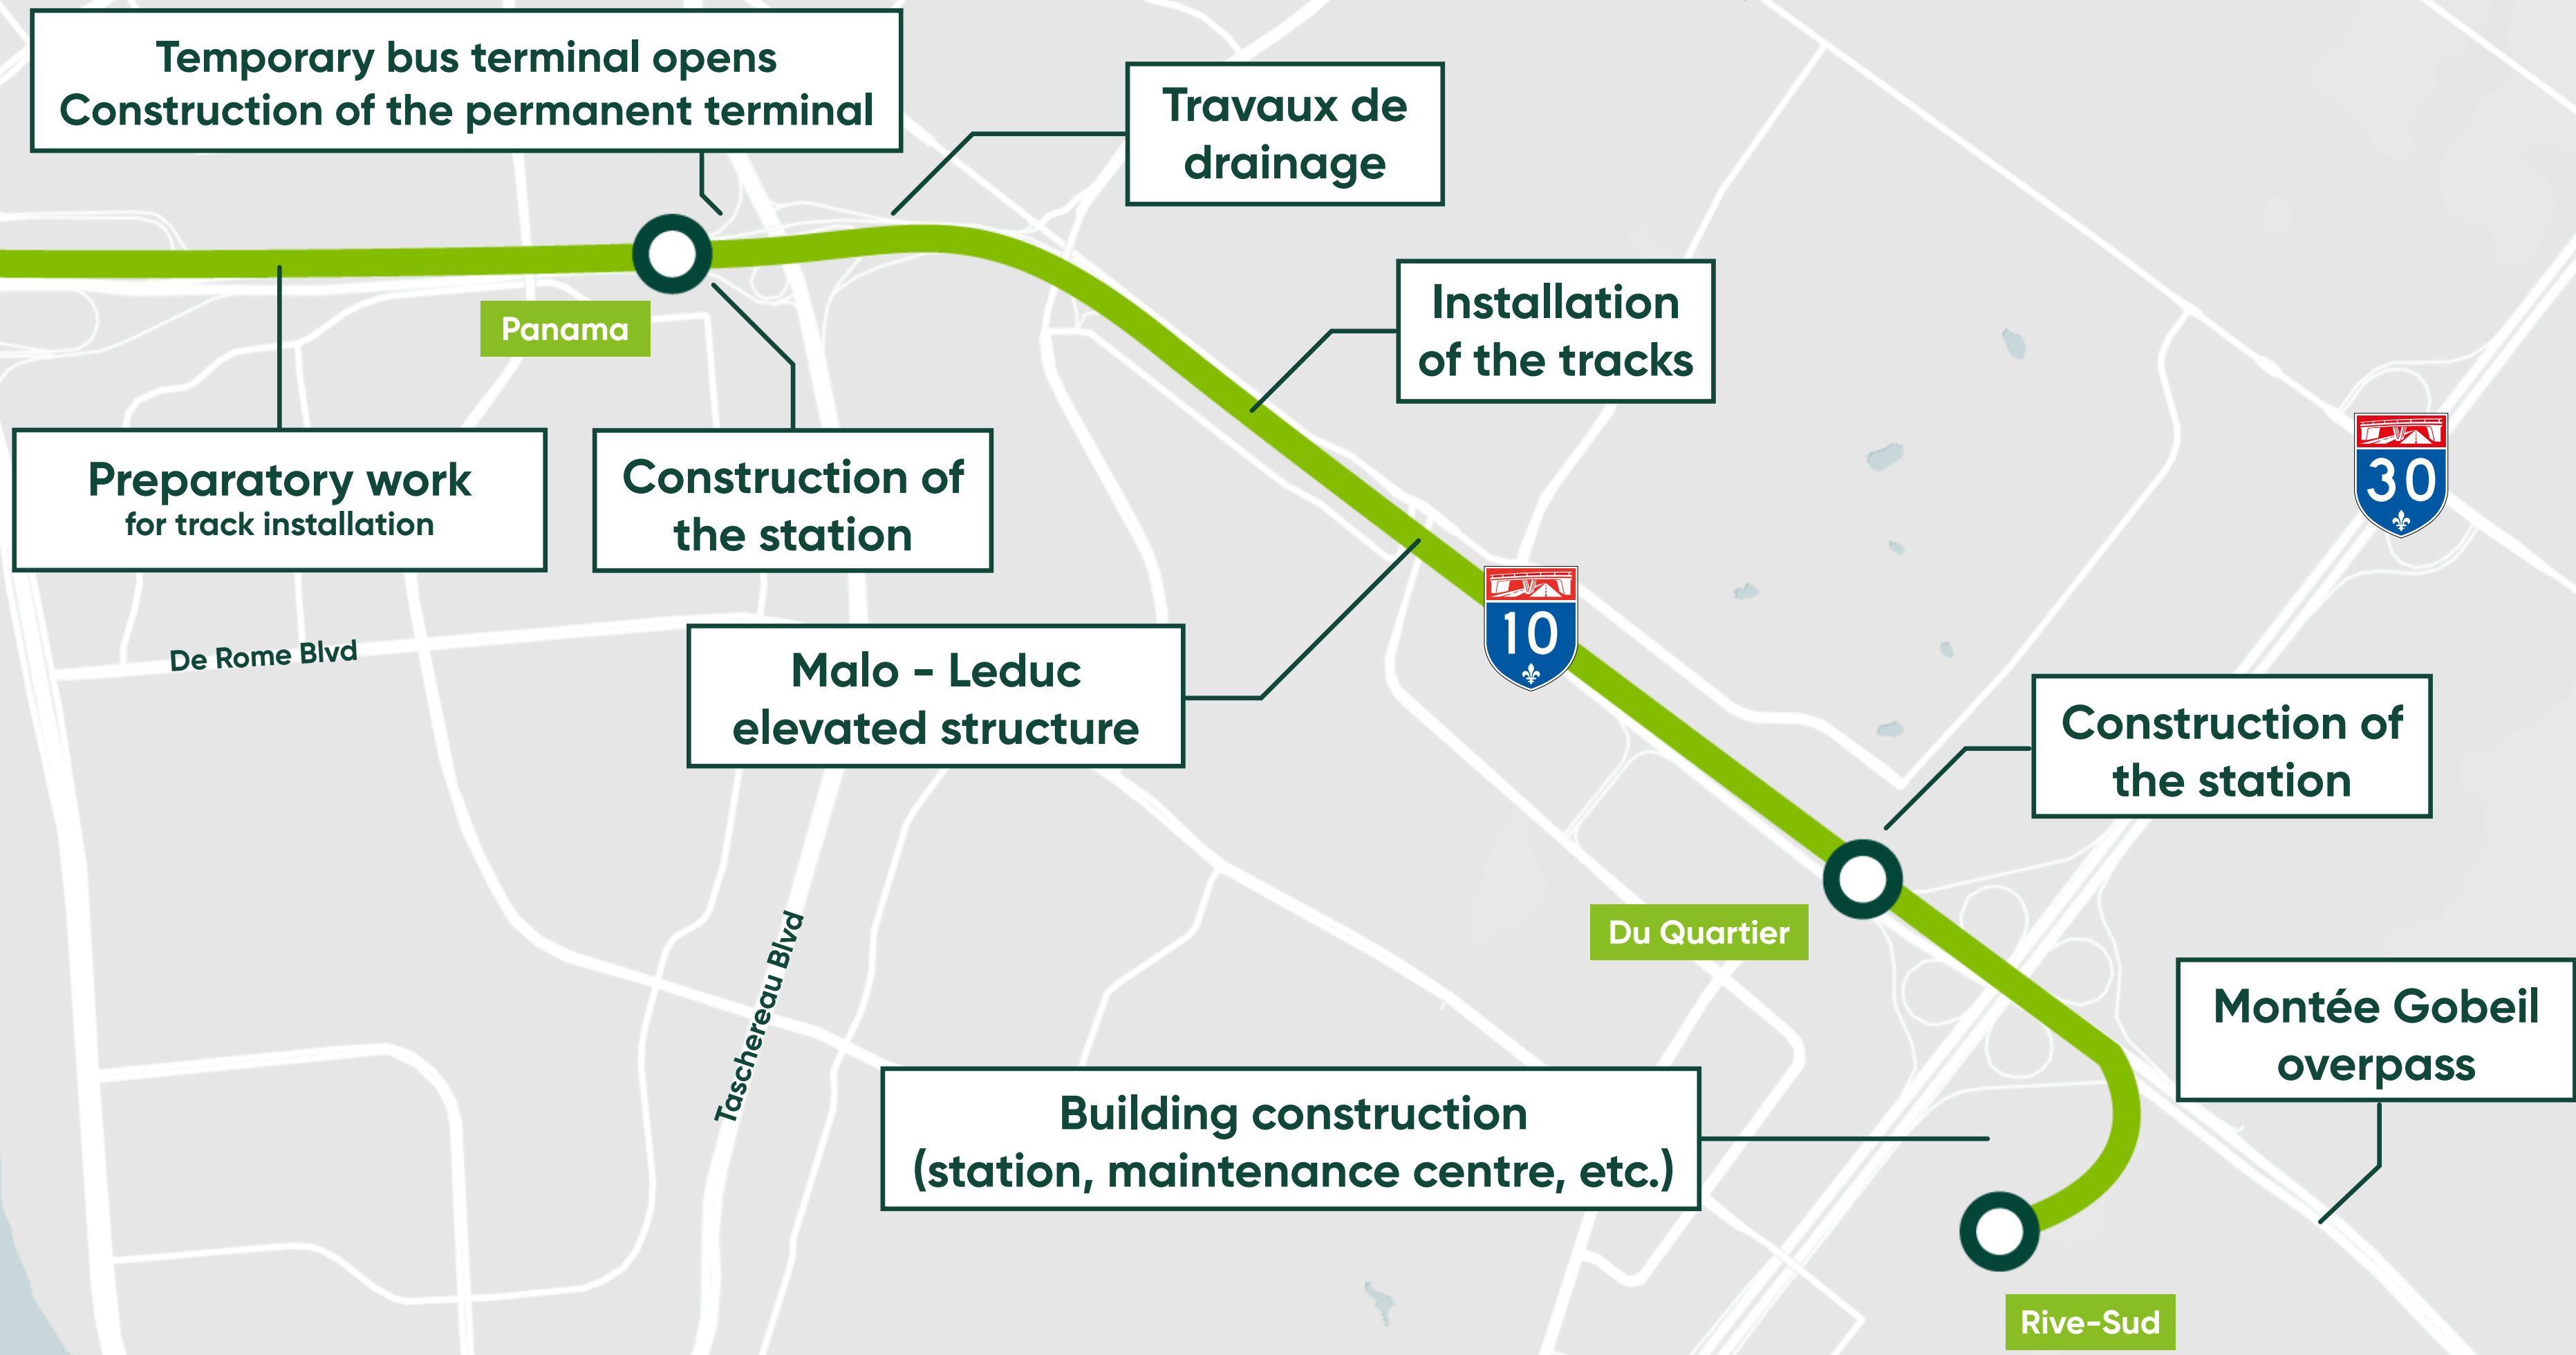 Temporary bus terminal opens
Construction of the permanent terminal
Travaux de
drainage
Installation
of the tracks
Panama
Preparatory work
for track installation
Construction of
the station
30
10
De Rome Blvd
Malo - Leduc
elevated structure
Construction of
the station
Du Quartier
Taschereau Blvd
Montée Gobeil
overpass
Building construction
(station, maintenance centre, etc.)
Rive-Sud